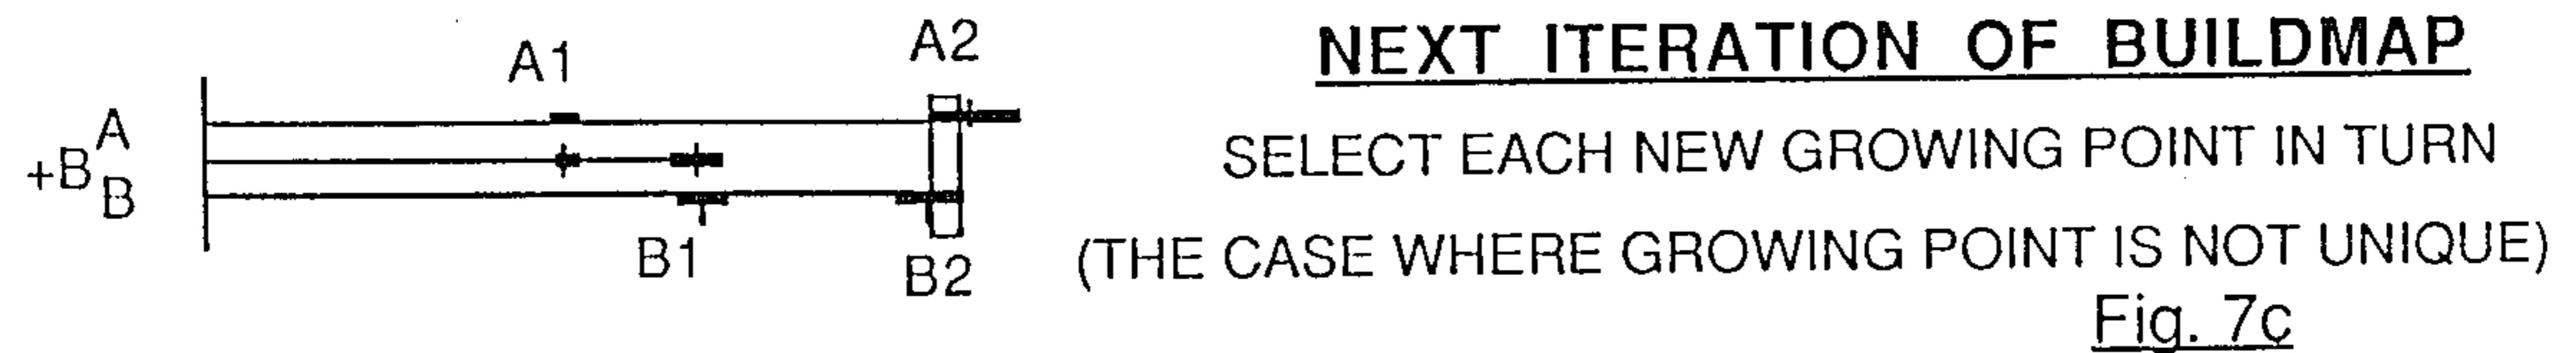 A1
A2
A
+B
B
B1
B2
NEXT ITERATION OF BUILDMAP
SELECT EACH NEW GROWING POINT IN TURN
(THE CASE WHERE GROWING POINT IS NOT UNIQUE)
Fig. 7c